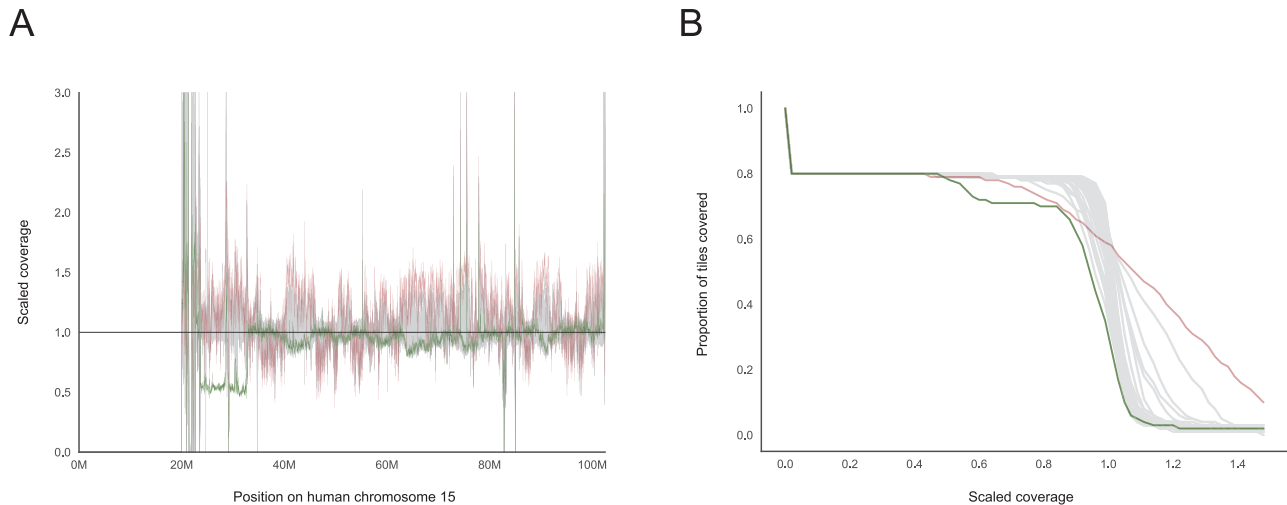 A
B
Scaled coverage
3.0
2.5
2.0
1.5
1.0
0.5
0.0
0M
20M
40M
60M
80M
100M
Position on human chromosome 15
Proportion of tiles covered
1.0
0.8
0.6
0.4
0.2
0.0
0.0
0.2
0.4
0.6
0.8
1.0
1.2
1.4
Scaled coverage